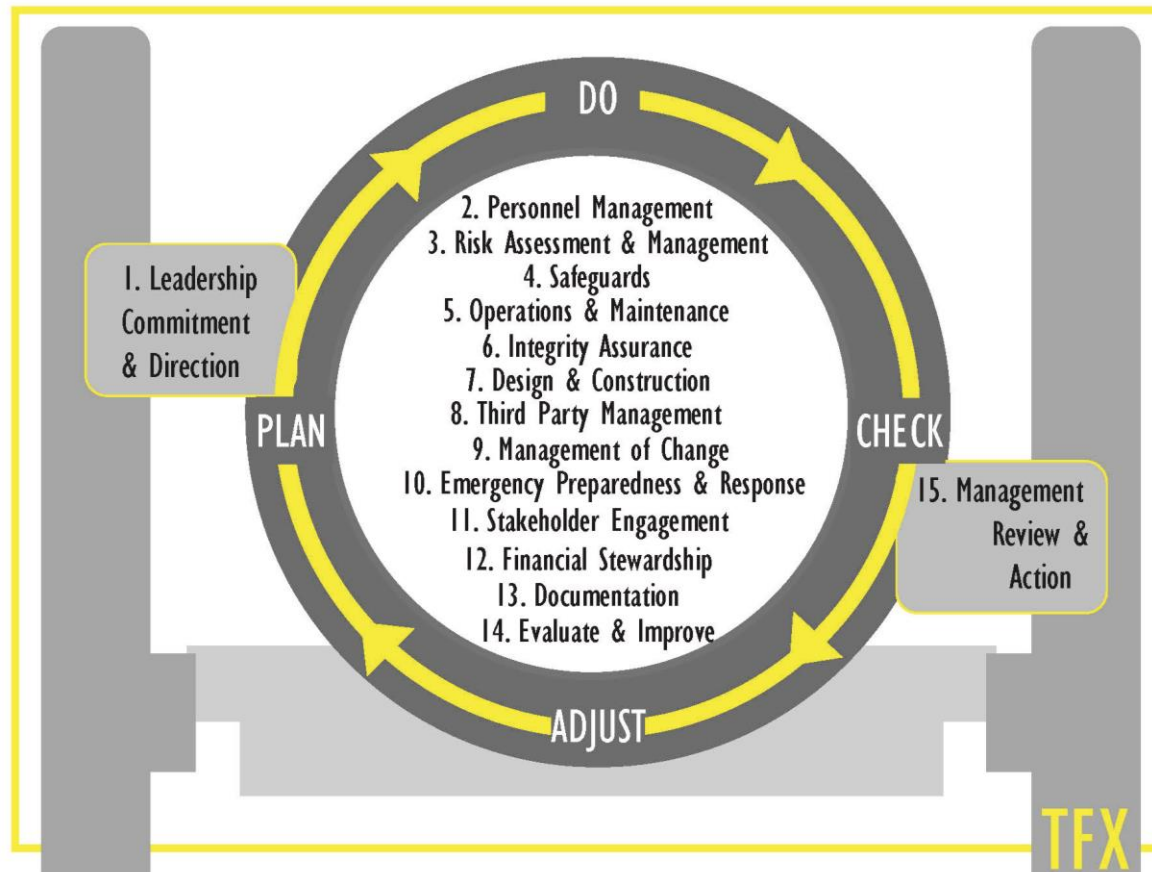 DO
2. Personnel Management
3. Risk Assessment & Management
4. Safeguards
5. Operations & Maintenance
6. Integrity Assurance
7. Design & Construction
8. Third Party Management
9. Management of Change
10. Emergency Preparedness & Response
11. Stakeholder Engagement
12. Financial Stewardship
13. Documentation
14. Evaluate & Improve
1. Leadership
Commitment
& Direction
PLAN
CHECK
15. Management
Review &
Action
ADJUST
TFX